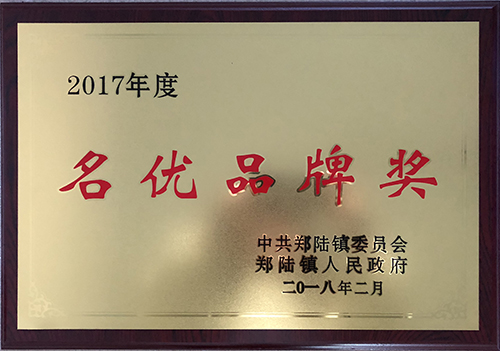 2017年度
名优品牌奖
中共郑陆镇委员会
郑陆镇人民政府
二0一八年二月